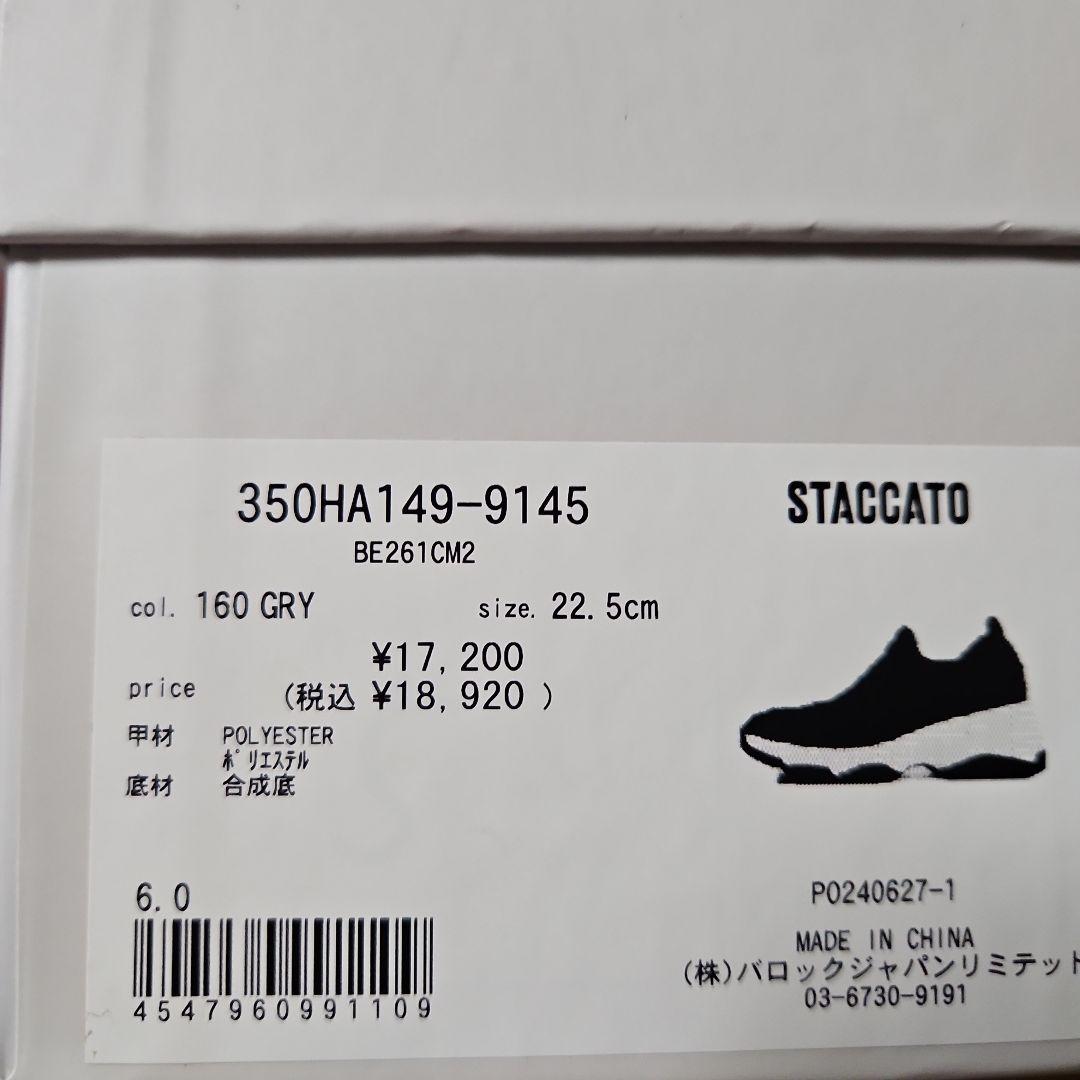 350HA149-9145
STACCATO
BE261CM2
col. 160 GRY size. 22.5cm
¥17,200
price (税込 ¥18,920 )
甲材 POLYESTER
ﾎﾟﾘｴｽﾃﾙ
底材 合成底
6.0
4547960991109
PO240627-1
MADE IN CHINA
(株)バロックジャパンリミテット
03-6730-9191